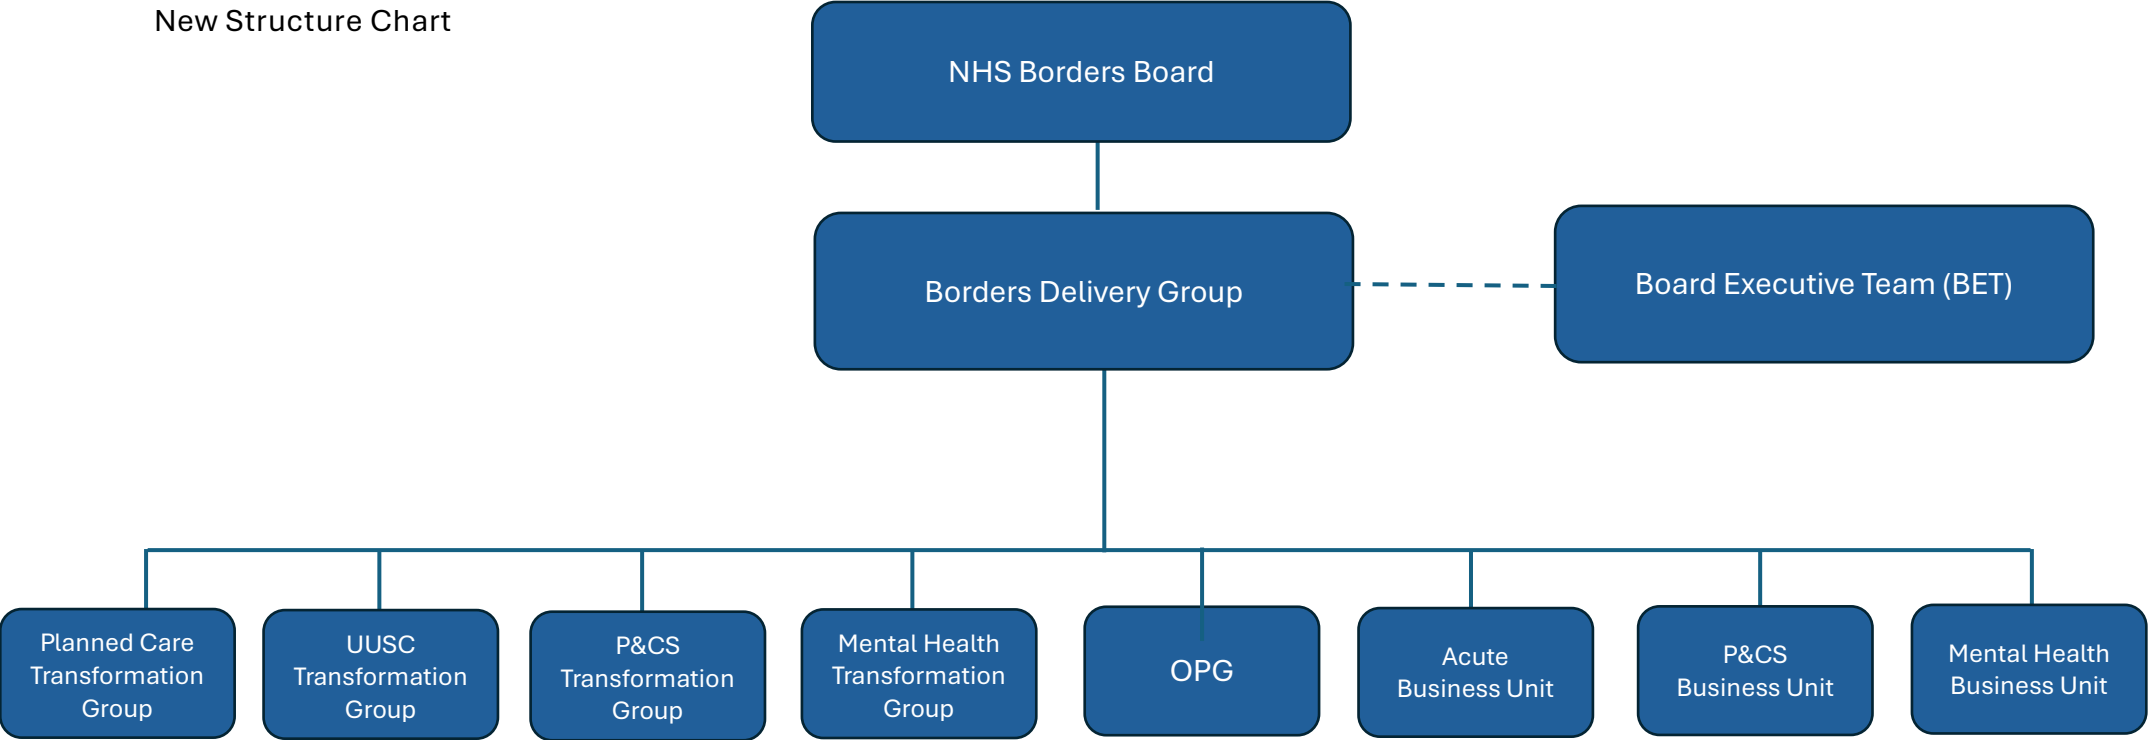 New Structure Chart
NHS Borders Board
Borders Delivery Group
Board Executive Team (BET)
Planned Care
Transformation
Group
UUSC
Transformation
Group
P&CS
Transformation
Group
Mental Health
Transformation
Group
OPG
Acute
Business Unit
P&CS
Business Unit
Mental Health
Business Unit